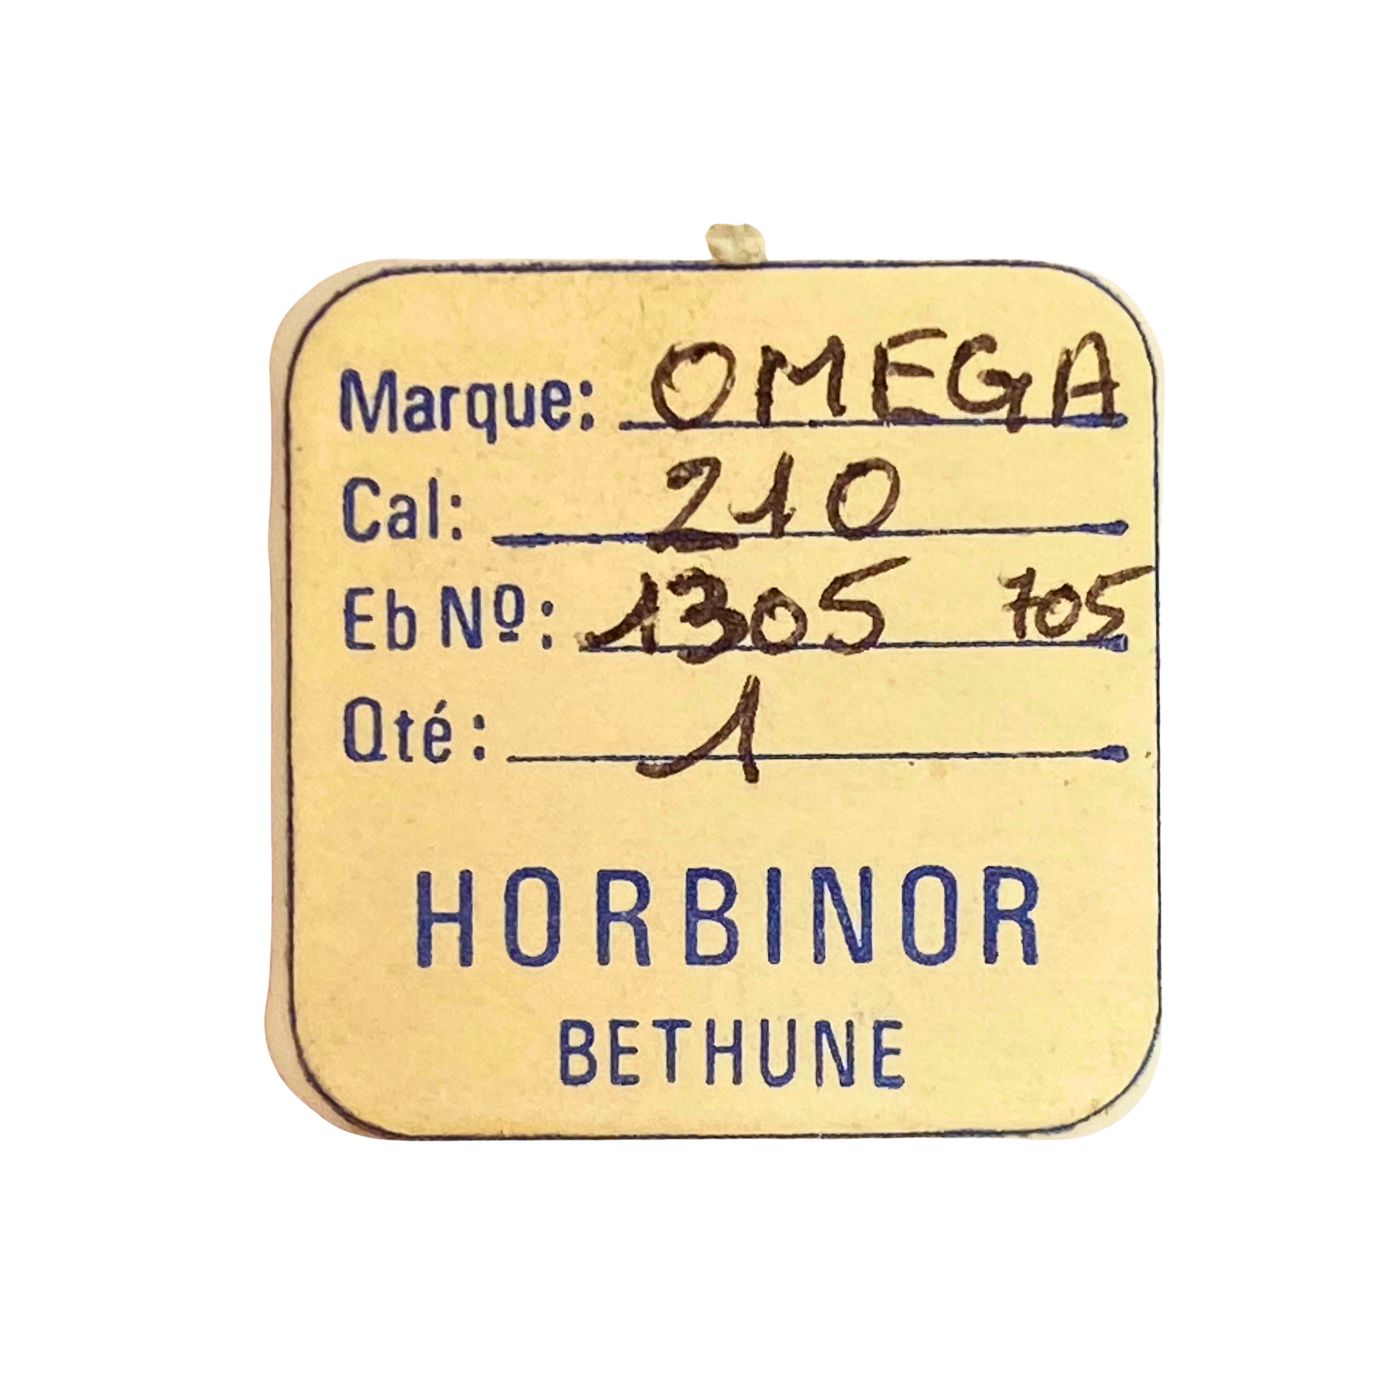 Marque: OMEGA
Cal: 210
Eb Nº: 1305 705
Qté: 1
HORBINOR
BETHUNE